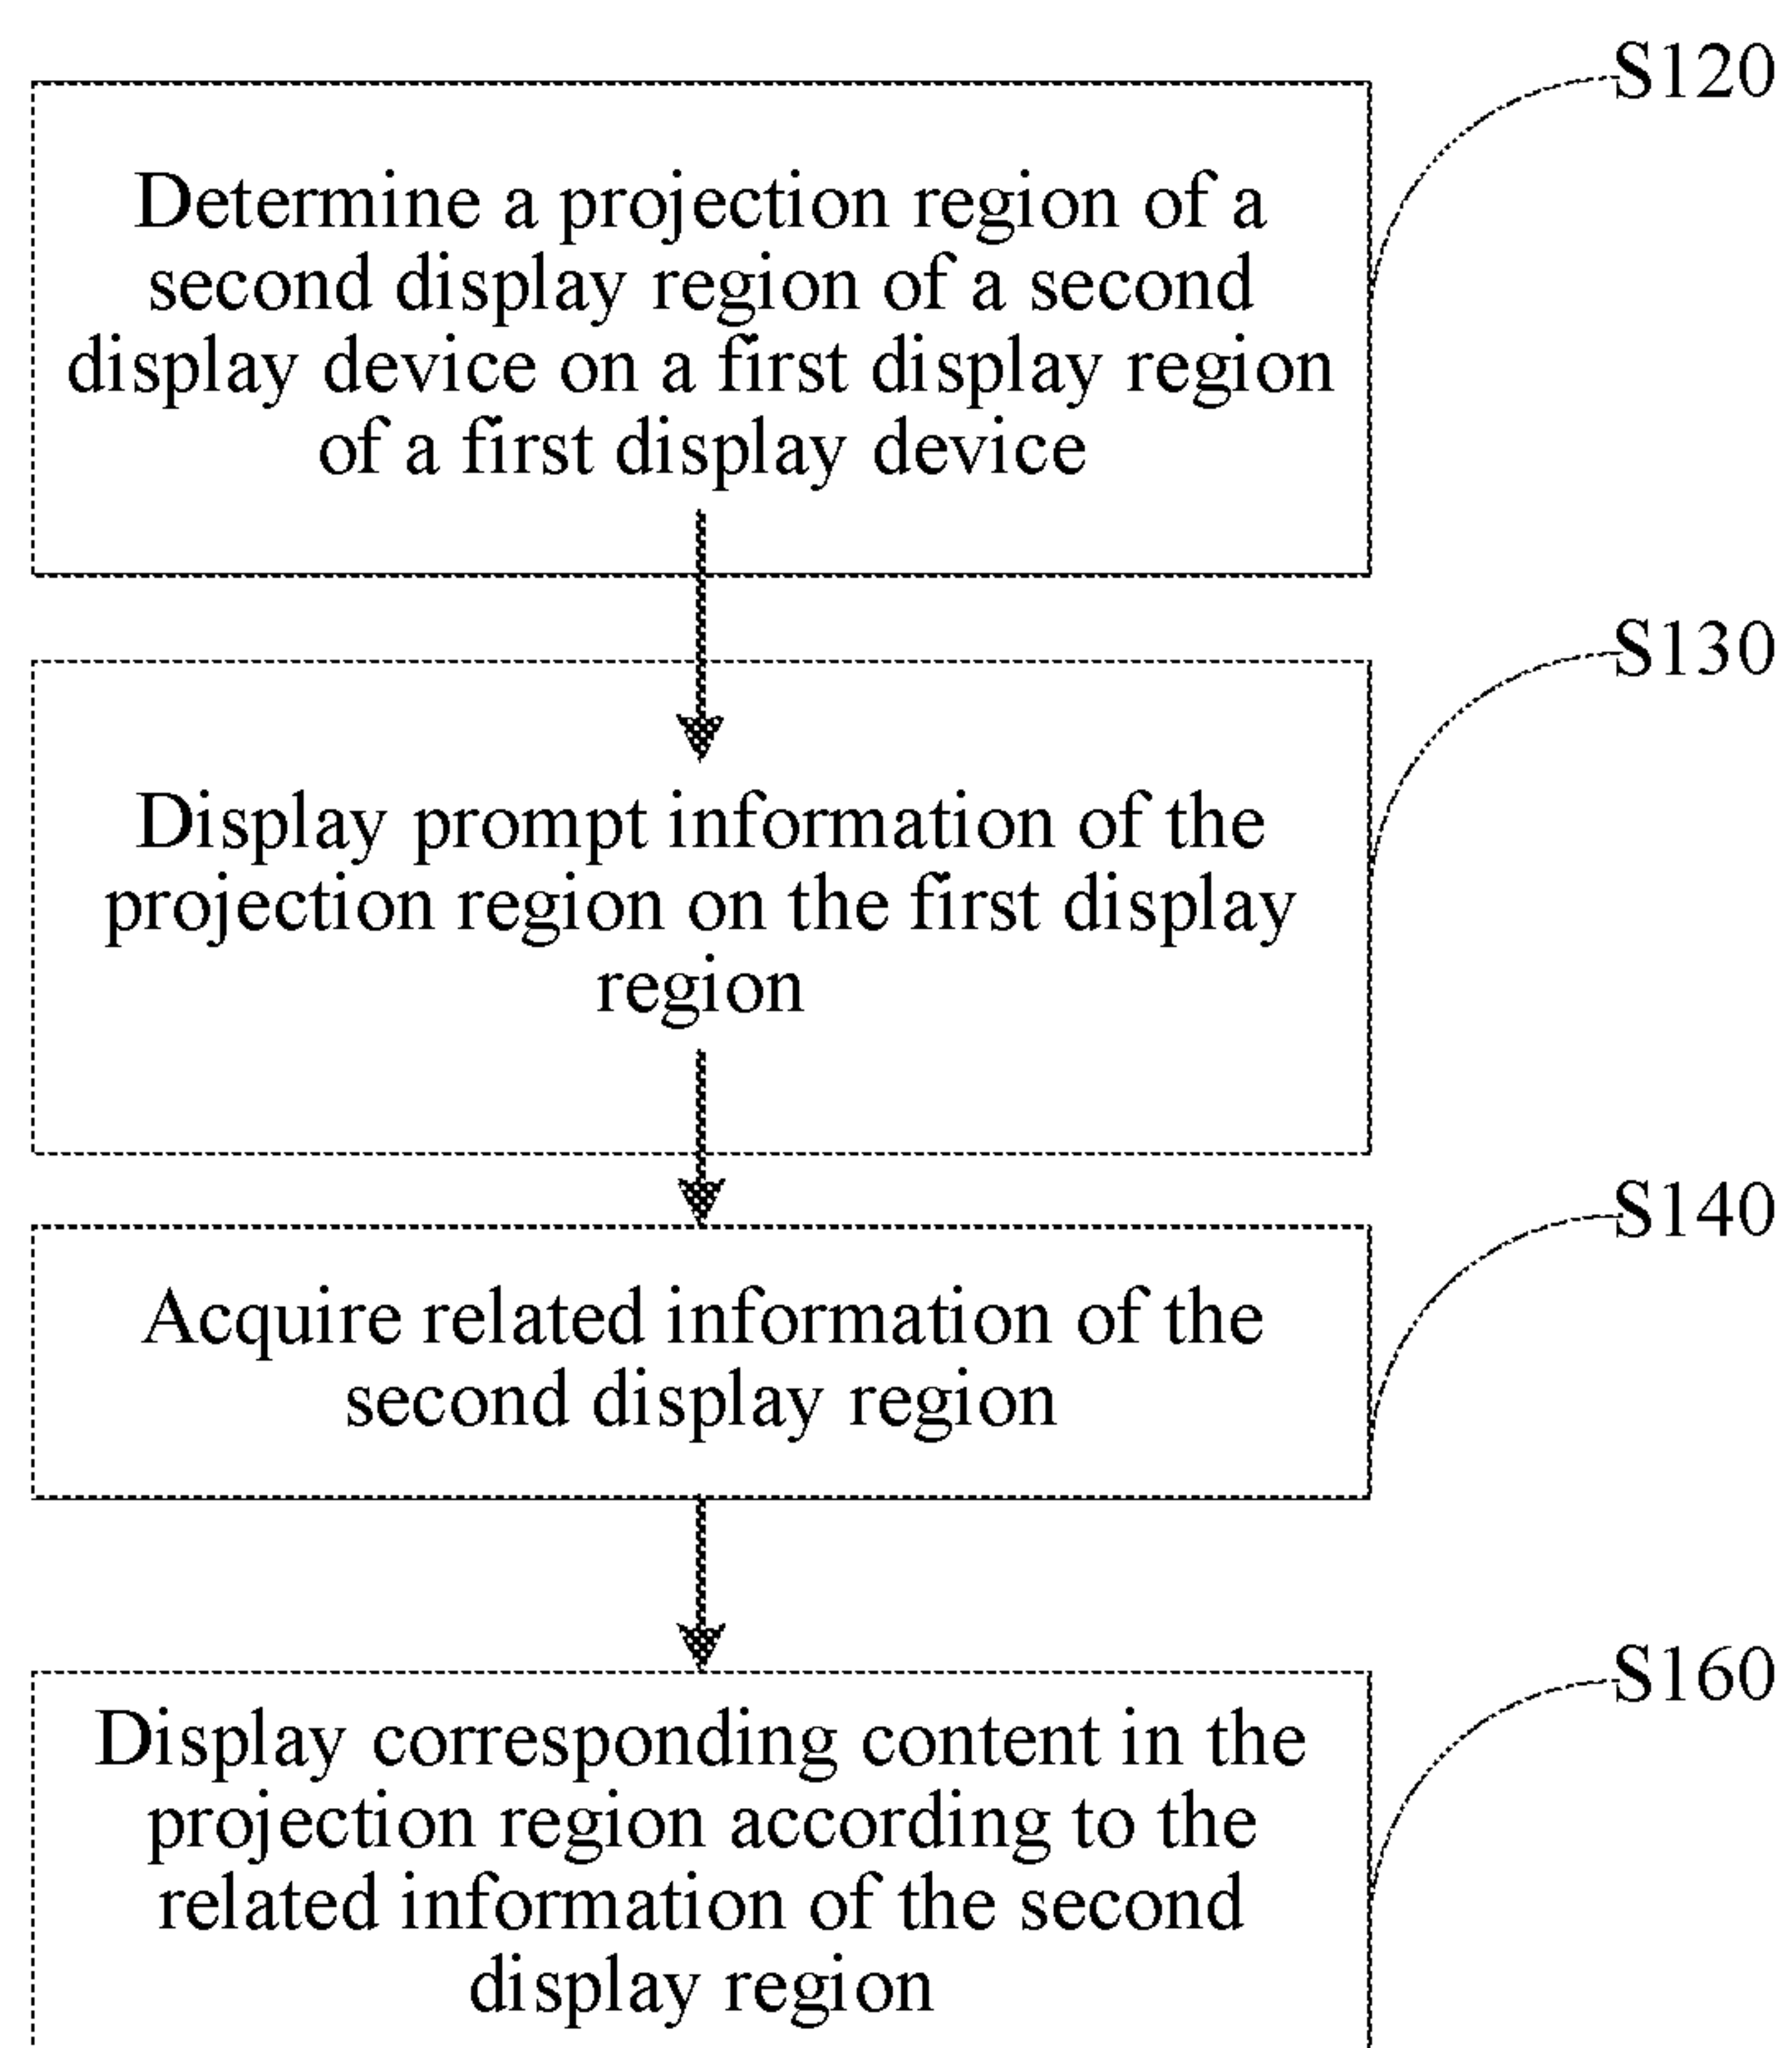 S120
Determine a projection region of a
second display region of a second
display device on a first display region
of a first display device
S130
Display prompt information of the
projection region on the first display
region
S140
Acquire related information of the
second display region
S160
Display corresponding content in the
projection region according to the
related information of the second
display region